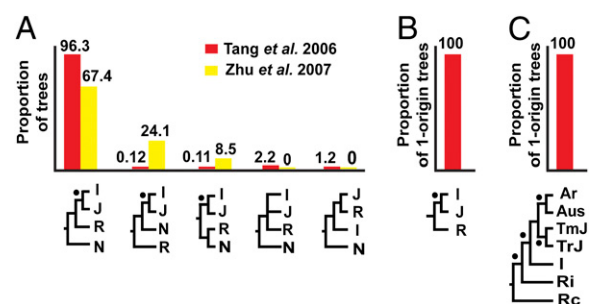 A
Proportion
of trees
96.3
67.4
0.12
24.1
0.11
8.5
2.2
0
1.2
0
Tang et al. 2006
Zhu et al. 2007
I
J
R
N
I
J
N
R
I
J
R
N
I
J
R
N
J
R
I
N
B
Proportion
of 1-origin trees
100
I
J
R
C
Proportion
of 1-origin trees
100
Ar
Aus
TmJ
TrJ
I
Ri
Rc